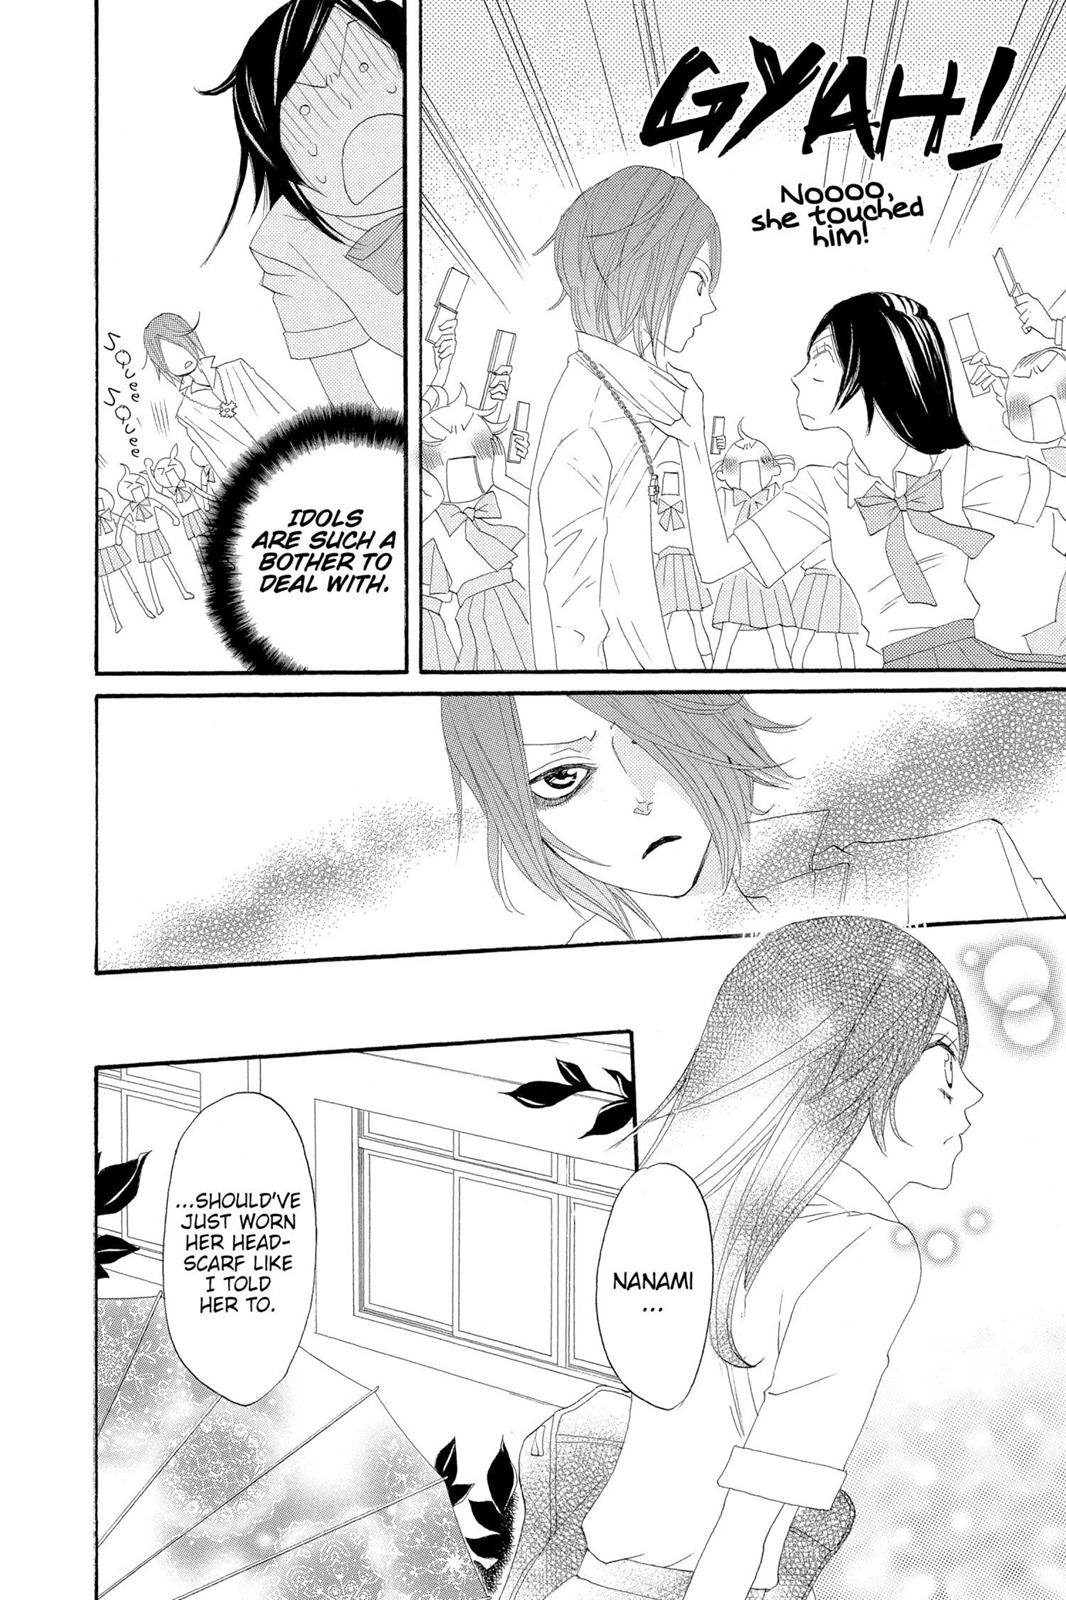 GYAH!
Noooo,
she touched
him!
IDOLS
ARE SUCH A
BOTHER TO
DEAL WITH.
Squee
Squee
NANAMI
...
...SHOULD'VE
JUST WORN
HER HEAD-
SCARF LIKE
I TOLD
HER TO.